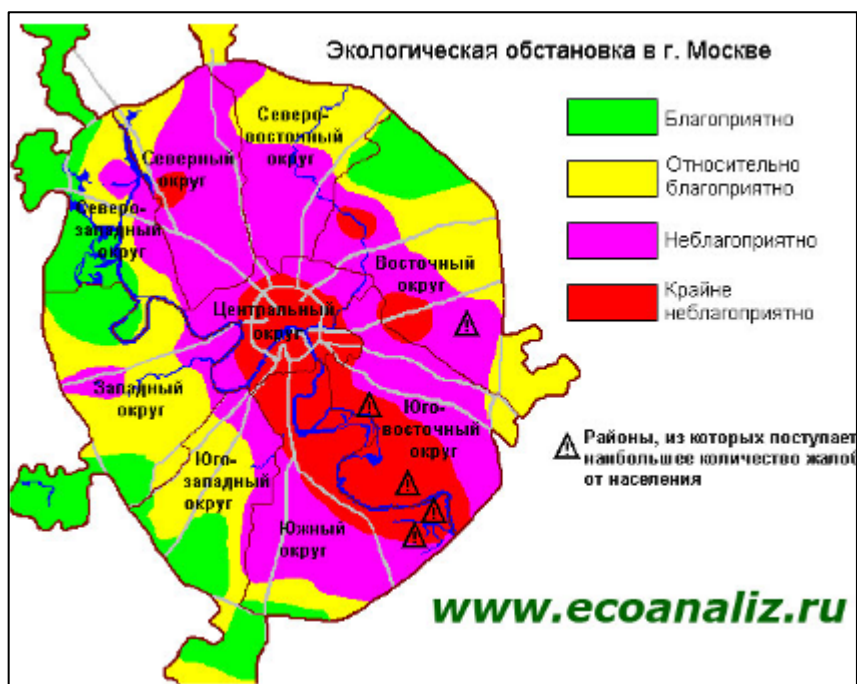 Экологическая обстановка в г. Москве
Благоприятно
Относительно
благоприятно
Неблагоприятно
Крайне
неблагоприятно
Северо-
восточный
округ
Северный
округ
Северо-
западный
округ
Восточный
округ
Центральный
округ
Западный
округ
Юго-
восточный
округ
Юго-
западный
округ
Южный
округ
Районы, из которых поступает
наибольшее количество жалоб
от населения
www.ecoanaliz.ru